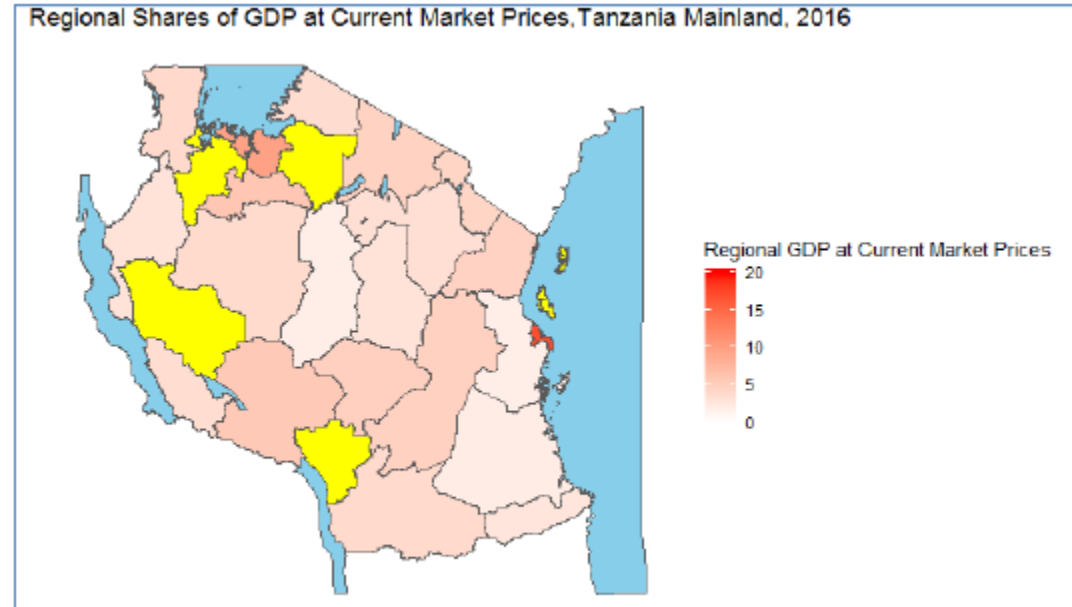 Regional Shares of GDP at Current Market Prices,Tanzania Mainland, 2016
Regional GDP at Current Market Prices
20
15
10
5
0